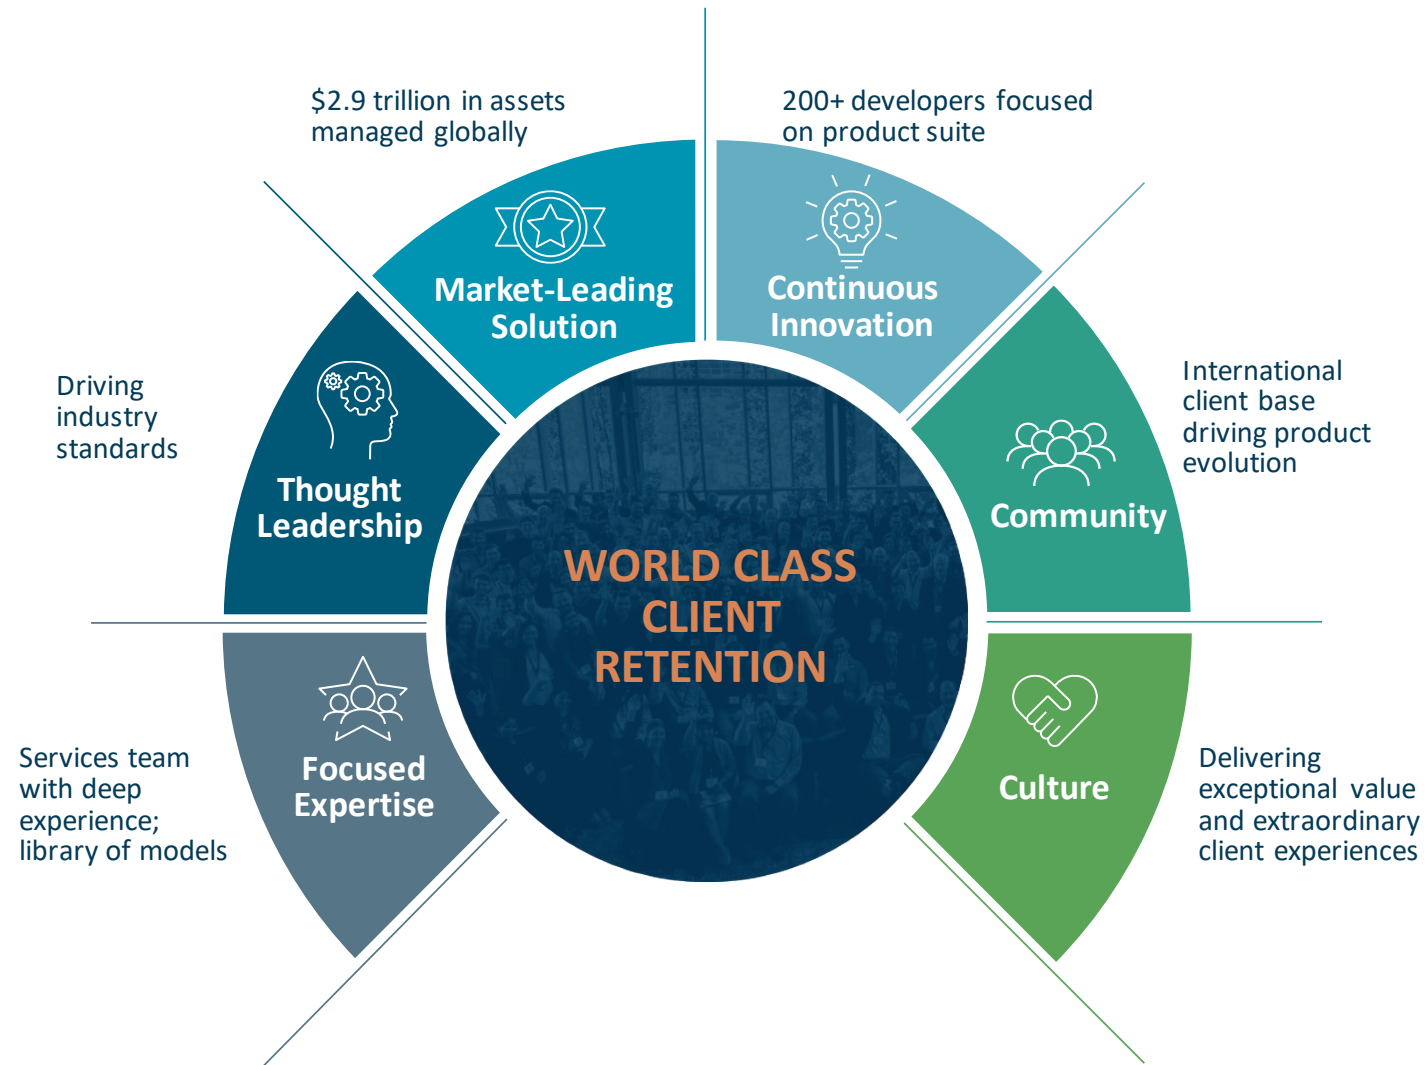 $2.9 trillion in assets
managed globally
200+ developers focused
on product suite
Market-Leading
Solution
Continuous
Innovation
Driving
industry
standards
Thought
Leadership
International
client base
driving product
evolution
Community
WORLD CLASS
CLIENT
RETENTION
Services team
with deep
experience;
library of models
Focused
Expertise
Culture
Delivering
exceptional value
and extraordinary
client experiences